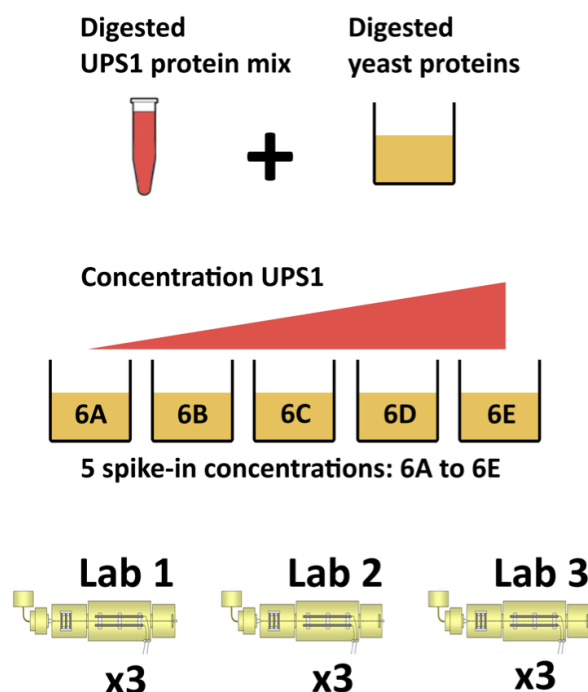 Digested
UPS1 protein mix
Digested
yeast proteins
Concentration UPS1
6A 6B 6C 6D 6E
5 spike-in concentrations: 6A to 6E
Lab 1 Lab 2 Lab 3
x3 x3 x3